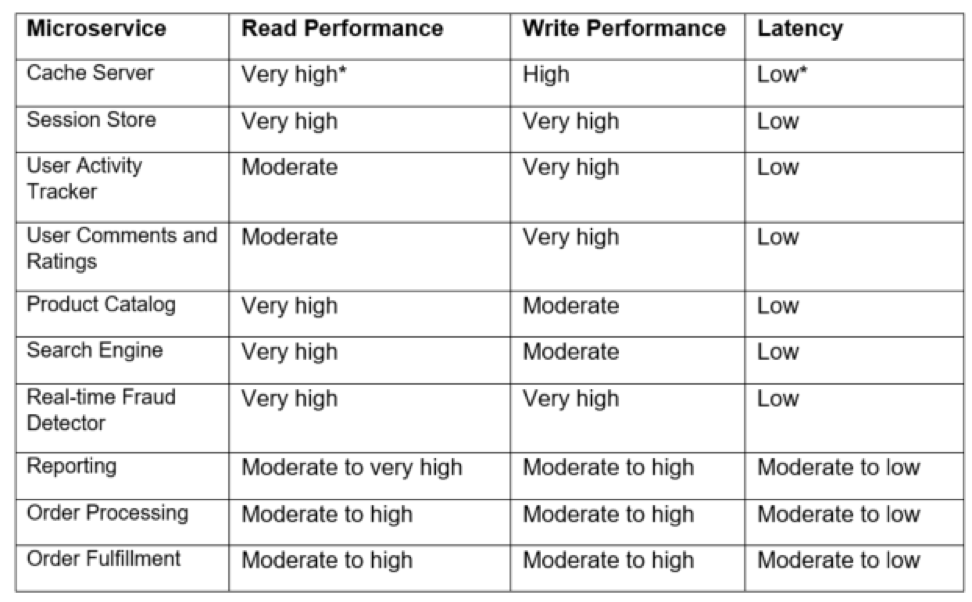 Microservice Read Performance Write Performance Latency
Cache Server Very high* High Low*
Session Store Very high Very high Low
User Activity Moderate Very high Low
Tracker
User Comments and Moderate Very high Low
Ratings
Product Catalog Very high Moderate Low
Search Engine Very high Moderate Low
Real-time Fraud Very high Very high Low
Detector
Reporting Moderate to very high Moderate to high Moderate to low
Order Processing Moderate to high Moderate to high Moderate to low
Order Fulfillment Moderate to high Moderate to high Moderate to low